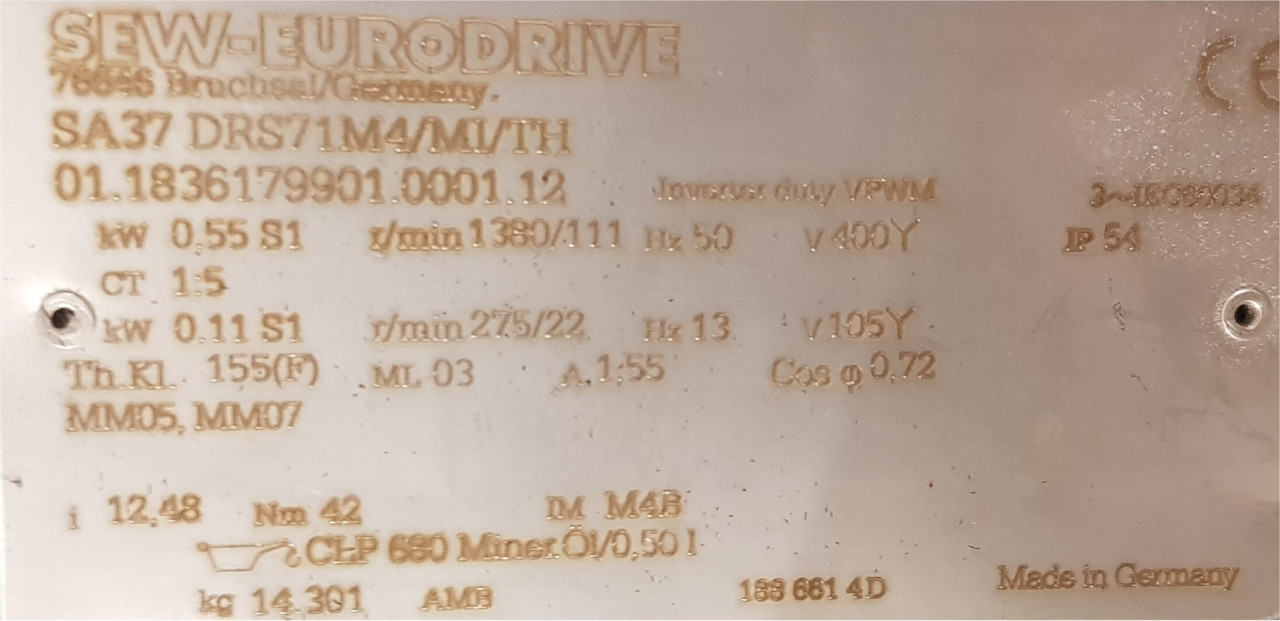 SEW-EURODRIVE CE
76646 Bruchsal/Germany.
SA37 DRS71M4/MI/TH
01.1836179901.0001.12 Inverter duty VPWM 3~IEC60034
kW 0.55 S1 r/min 1380/111 Hz 50 V 400Y IP 54
CT 1:5
kW 0.11 S1 r/min 275/22 Hz 13 V 105Y
Th.Kl. 155(F) ML 03 A 1.55 Cos φ 0,72
MM05, MM07
i 12,48 Nm 42 IM M4B
CLP 680 Miner.Öl/0,50 l
kg 14.301 AMB 188 661 4D Made in Germany